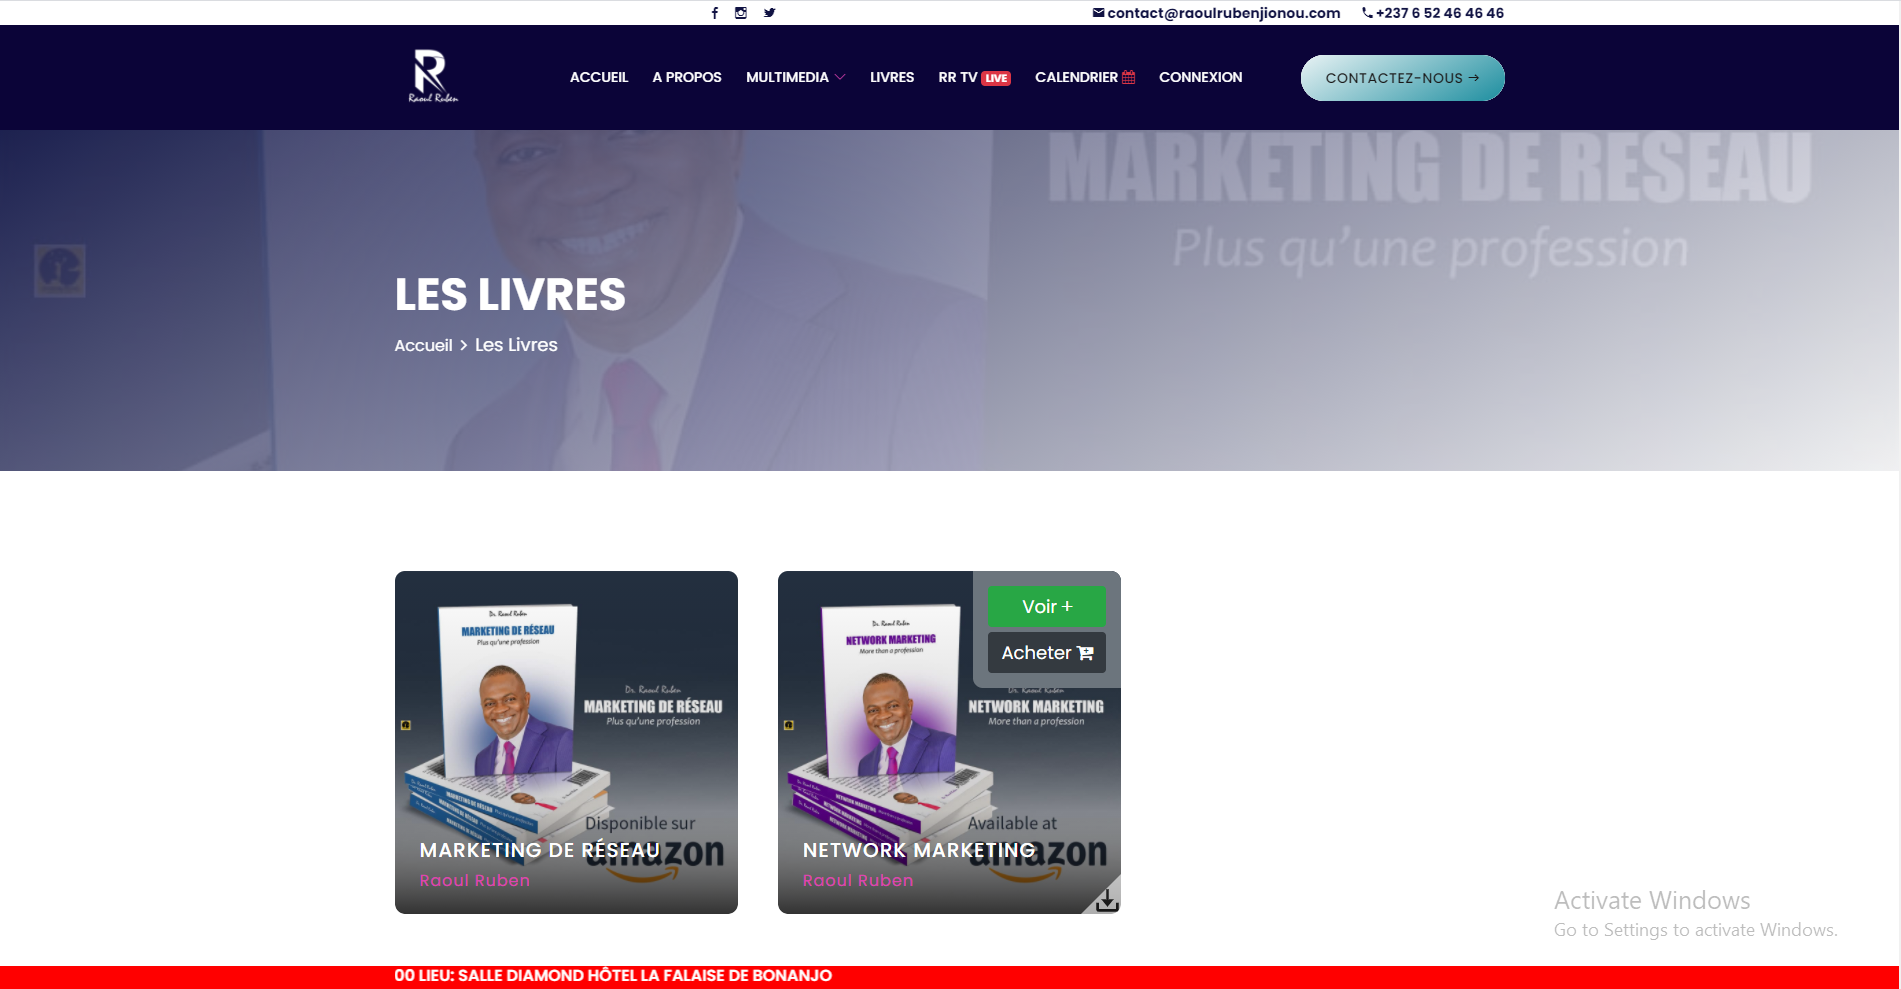 contact@raoulrubenjionou.com
+237 6 52 46 46 46
Raoul Ruben
ACCUEIL
A PROPOS
MULTIMEDIA
LIVRES
RR TV LIVE
CALENDRIER
CONNEXION
CONTACTEZ-NOUS →
MARKETING DE RESEAU
Plus qu'une profession
LES LIVRES
Accueil > Les Livres
Dr. Raoul Ruben
MARKETING DE RÉSEAU
Plus qu'une profession
Dr. Raoul Ruben
MARKETING DE RÉSEAU
Plus qu'une profession
Disponible sur
amazon
MARKETING DE RÉSEAU
Raoul Ruben
Voir +
Acheter
Dr. Raoul Ruben
NETWORK MARKETING
More than a profession
Dr. Raoul Ruben
NETWORK MARKETING
More than a profession
Available at
amazon
NETWORK MARKETING
Raoul Ruben
Activate Windows
Go to Settings to activate Windows.
00 LIEU: SALLE DIAMOND HÔTEL LA FALAISE DE BONANJO